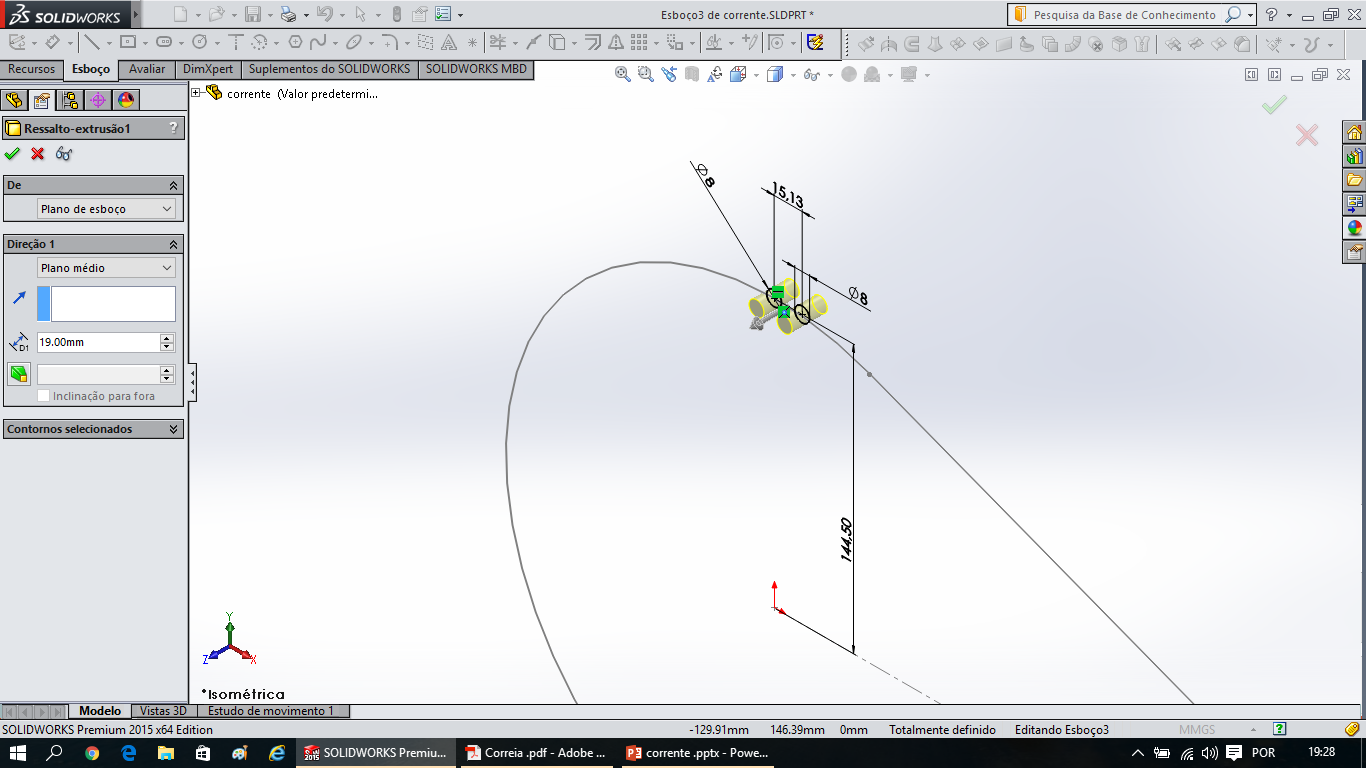 SOLIDWORKS
Esboço3 de corrente.SLDPRT *
Pesquisa da Base de Conhecimento
?
Recursos
Esboço
Avaliar
DimXpert
Suplementos do SOLIDWORKS
SOLIDWORKS MBD
corrente (Valor predetermi...
Ressalto-extrusão1
?
De
Plano de esboço
Direção 1
Plano médio
D1
19.00mm
Inclinação para fora
Contornos selecionados
∅8
15,13
∅8
144,50
Y
Z
X
*Isométrica
Modelo
Vistas 3D
Estudo de movimento 1
SOLIDWORKS Premium 2015 x64 Edition
-129.91mm
146.39mm
0mm
Totalmente definido
Editando Esboço3
MMGS
?
SOLIDWORKS Premiu...
Correia .pdf - Adobe ...
corrente .pptx - Powe...
POR
19:28